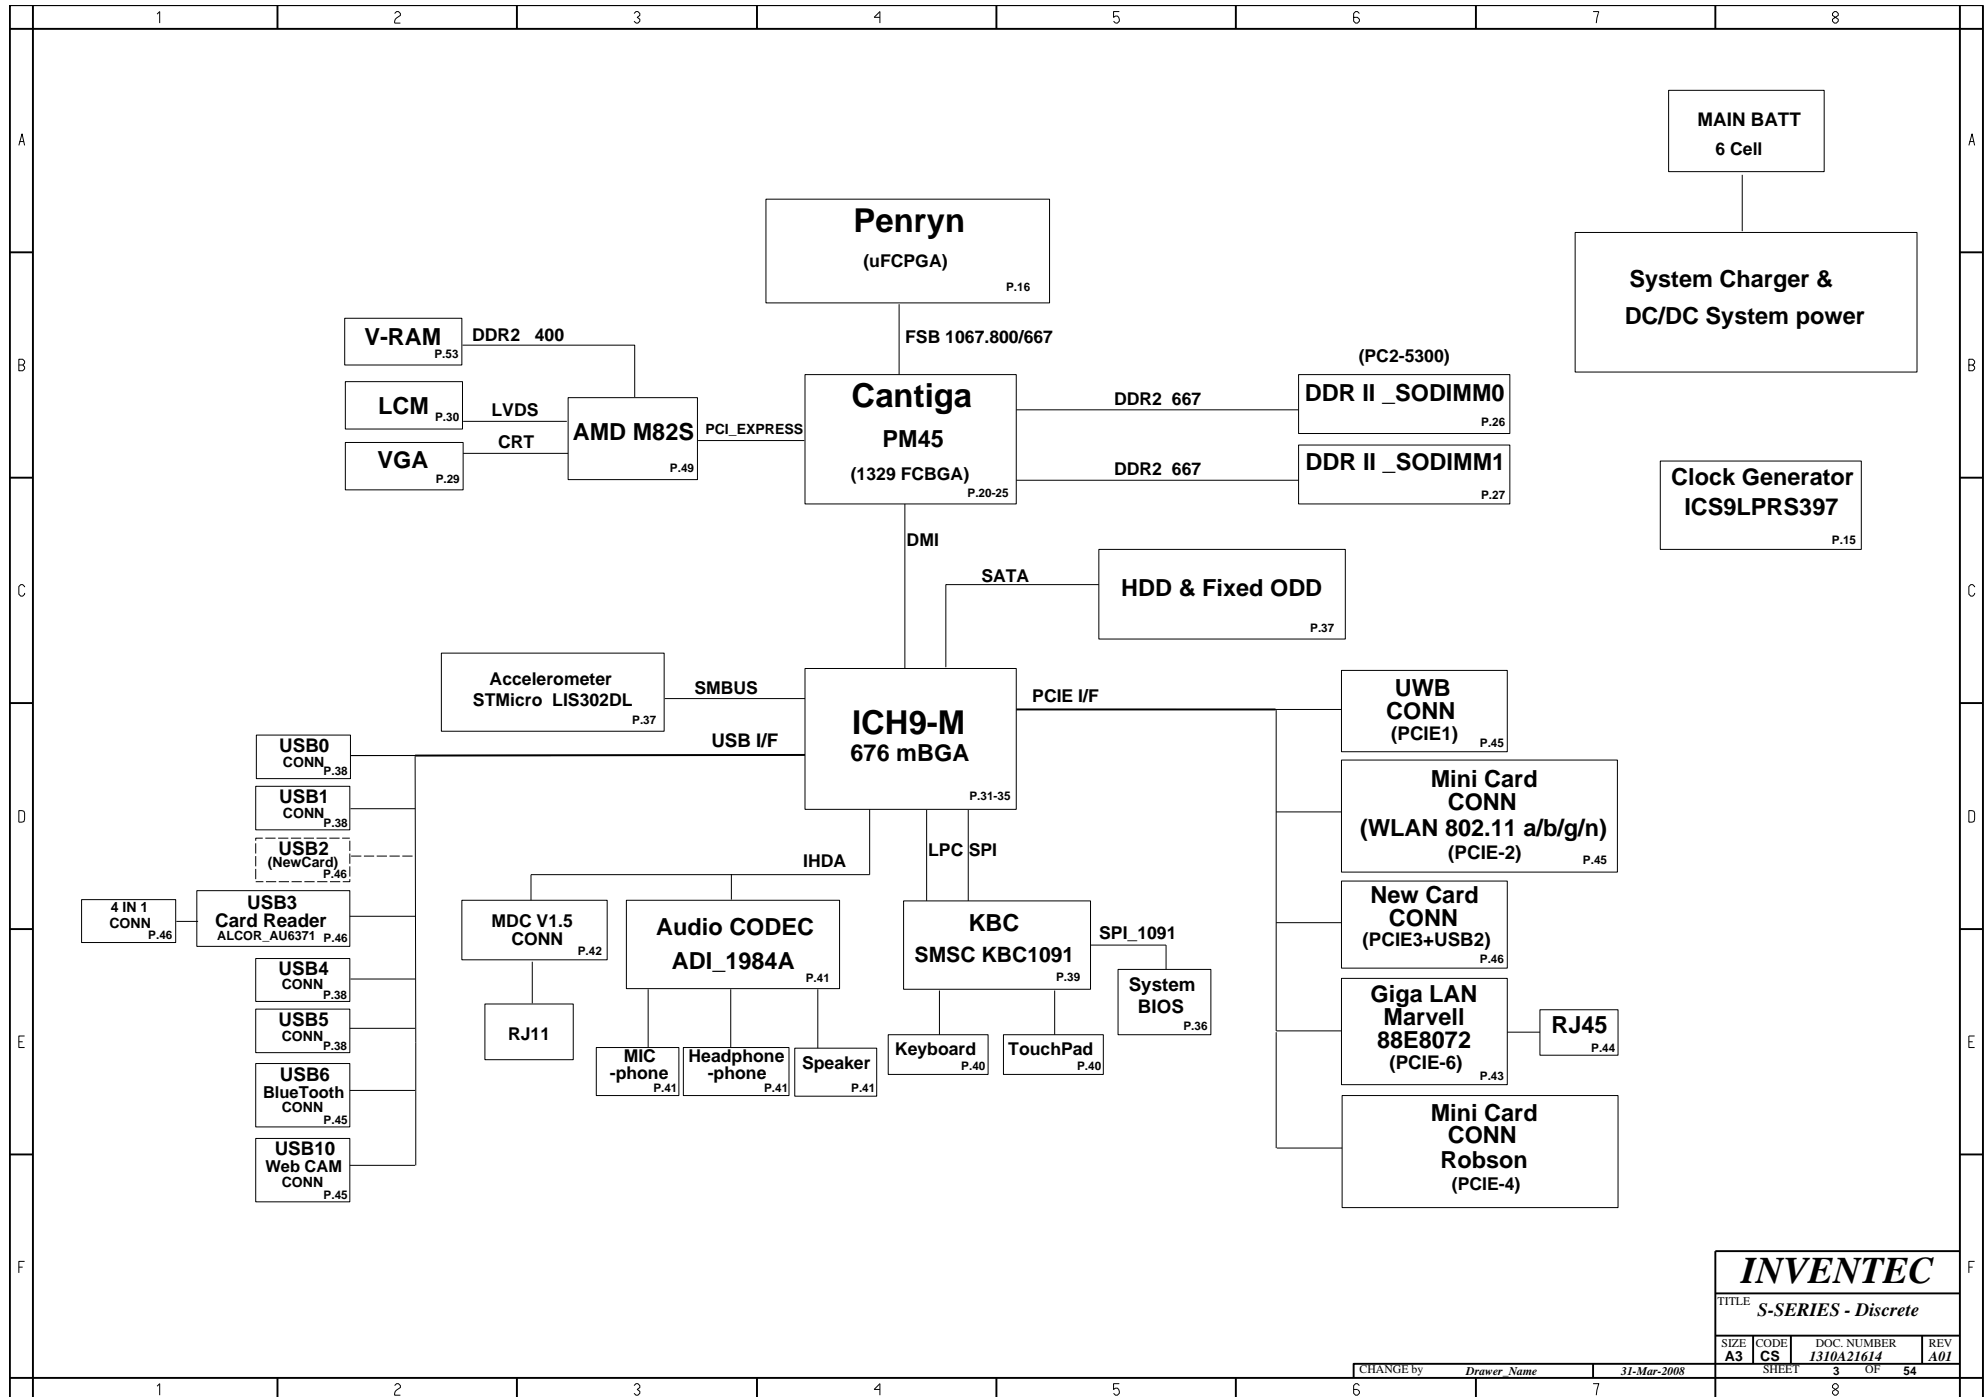 1 2 3 4 5 6 7 8
A
A
B
B
C
C
D
D
E
E
F
F
MAIN BATT
6 Cell
System Charger &
DC/DC System power
Penryn
(uFCPGA)
P.16
FSB 1067.800/667
V-RAM
P.53
DDR2 400
LCM
P.30
LVDS
VGA
P.29
CRT
AMD M82S
P.49
PCI_EXPRESS
Cantiga
PM45
(1329 FCBGA)
P.20-25
(PC2-5300)
DDR2 667
DDR II _SODIMM0
P.26
DDR2 667
DDR II _SODIMM1
P.27
Clock Generator
ICS9LPRS397
P.15
DMI
SATA
HDD & Fixed ODD
P.37
Accelerometer
STMicro LIS302DL
P.37
SMBUS
USB I/F
ICH9-M
676 mBGA
P.31-35
PCIE I/F
UWB
CONN
(PCIE1)
P.45
Mini Card
CONN
(WLAN 802.11 a/b/g/n)
(PCIE-2)
P.45
New Card
CONN
(PCIE3+USB2)
P.46
Giga LAN
Marvell
88E8072
(PCIE-6)
P.43
RJ45
P.44
Mini Card
CONN
Robson
(PCIE-4)
USB0
CONN
P.38
USB1
CONN
P.38
USB2
(NewCard)
P.46
4 IN 1
CONN
P.46
USB3
Card Reader
ALCOR_AU6371 P.46
USB4
CONN
P.38
USB5
CONN
P.38
USB6
BlueTooth
CONN
P.45
USB10
Web CAM
CONN
P.45
IHDA
LPC SPI
MDC V1.5
CONN
P.42
RJ11
Audio CODEC
ADI_1984A
P.41
MIC
-phone
P.41
Headphone
-phone
P.41
Speaker
P.41
KBC
SMSC KBC1091
P.39
SPI_1091
System
BIOS
P.36
Keyboard
P.40
TouchPad
P.40
INVENTEC
TITLE
S-SERIES - Discrete
SIZE CODE DOC. NUMBER REV
A3 CS 1310A21614 A01
CHANGE by Drawer_Name 31-Mar-2008 SHEET 3 OF 54
1 2 3 4 5 6 7 8